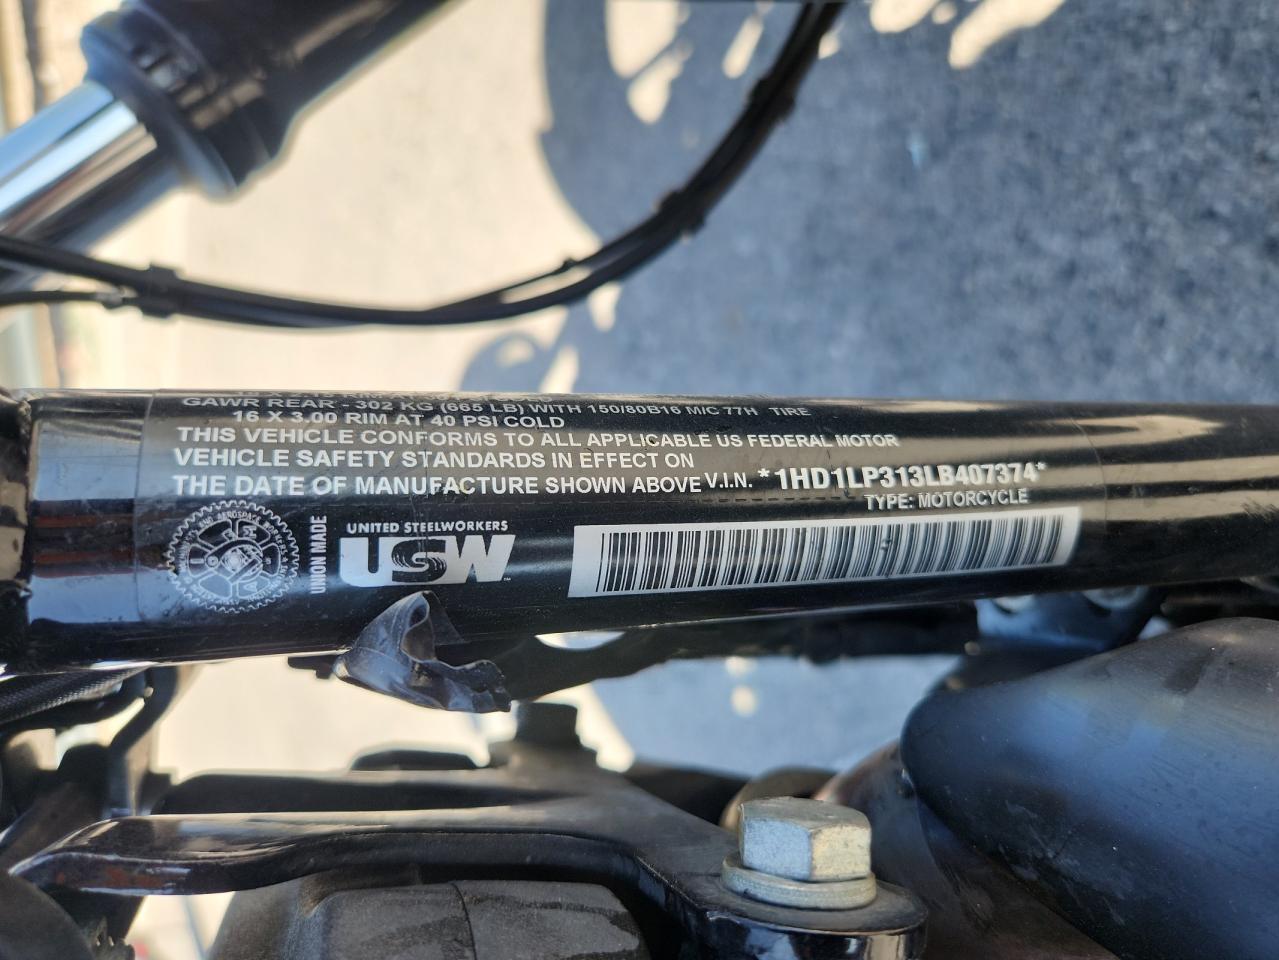 GAWR REAR - 302 KG (665 LB) WITH 150/80B16 M/C 77H TIRE
16 X 3.00 RIM AT 40 PSI COLD
THIS VEHICLE CONFORMS TO ALL APPLICABLE US FEDERAL MOTOR
VEHICLE SAFETY STANDARDS IN EFFECT ON
THE DATE OF MANUFACTURE SHOWN ABOVE V.I.N. *1HD1LP313LB407374*
TYPE: MOTORCYCLE
UNION MADE
UNITED STEELWORKERS
USW